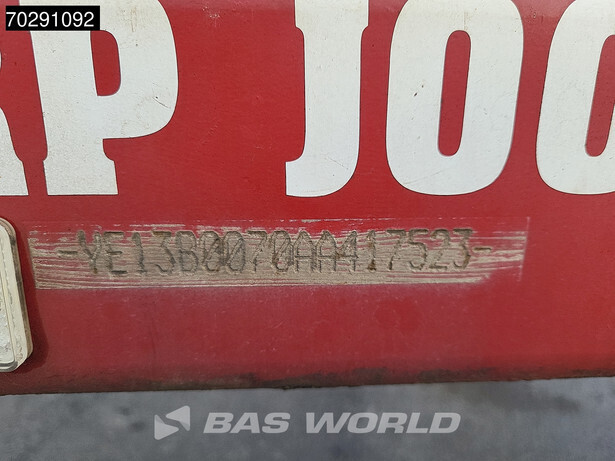 70291092
RP JOO
-YE13B0070AA417523-
BAS WORLD